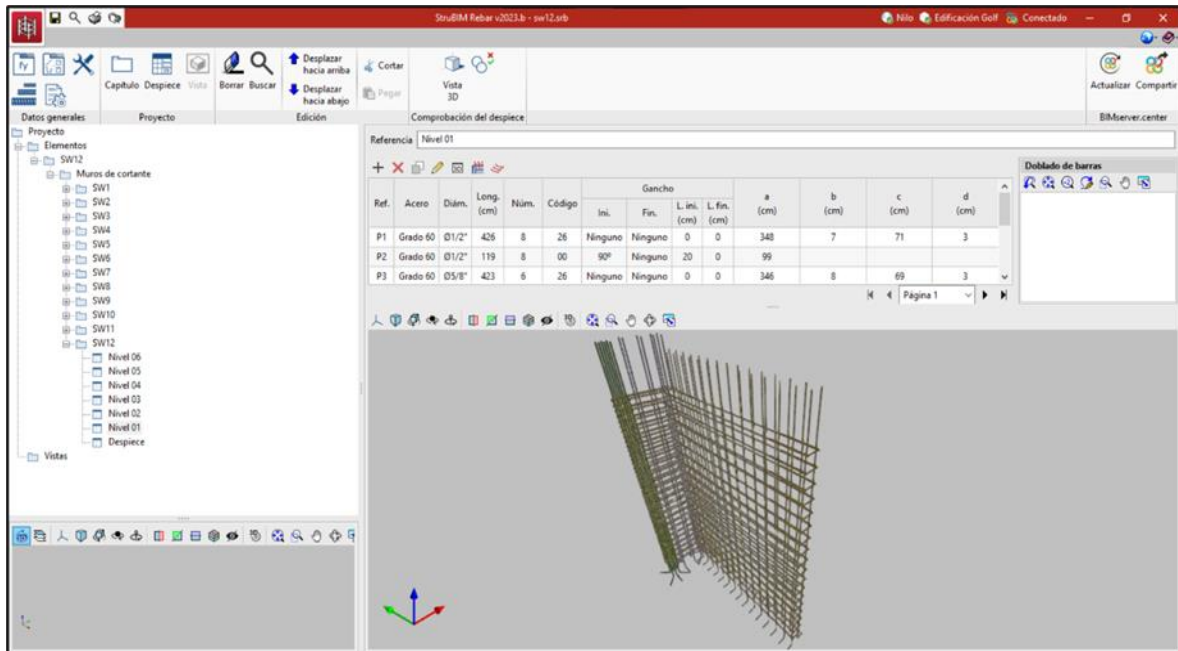 StruBIM Rebar v2023.b - sw12.srb
Nilo Edificación Golf Conectado
Capítulo Despiece Vista
Borrar Buscar
Desplazar hacia arriba
Desplazar hacia abajo
Cortar
Pegar
Vista 3D
Actualizar Compartir
Datos generales Proyecto Edición Comprobación del despiece BIMserver.center
Proyecto
Elementos
SW12
Muros de cortante
SW1
SW2
SW3
SW4
SW5
SW6
SW7
SW8
SW9
SW10
SW11
SW12
Nivel 06
Nivel 05
Nivel 04
Nivel 03
Nivel 02
Nivel 01
Despiece
Vistas
Referencia Nivel 01
Ref. Acero Diám. Long. (cm) Núm. Código Gancho a (cm) b (cm) c (cm) d (cm)
Ini. Fin. L. ini. (cm) L. fin. (cm)
P1 Grado 60 Ø1/2" 426 8 26 Ninguno Ninguno 0 0 348 7 71 3
P2 Grado 60 Ø1/2" 119 8 00 90º Ninguno 20 0 99
P3 Grado 60 Ø5/8" 423 6 26 Ninguno Ninguno 0 0 346 8 69 3
Página 1
Doblado de barras